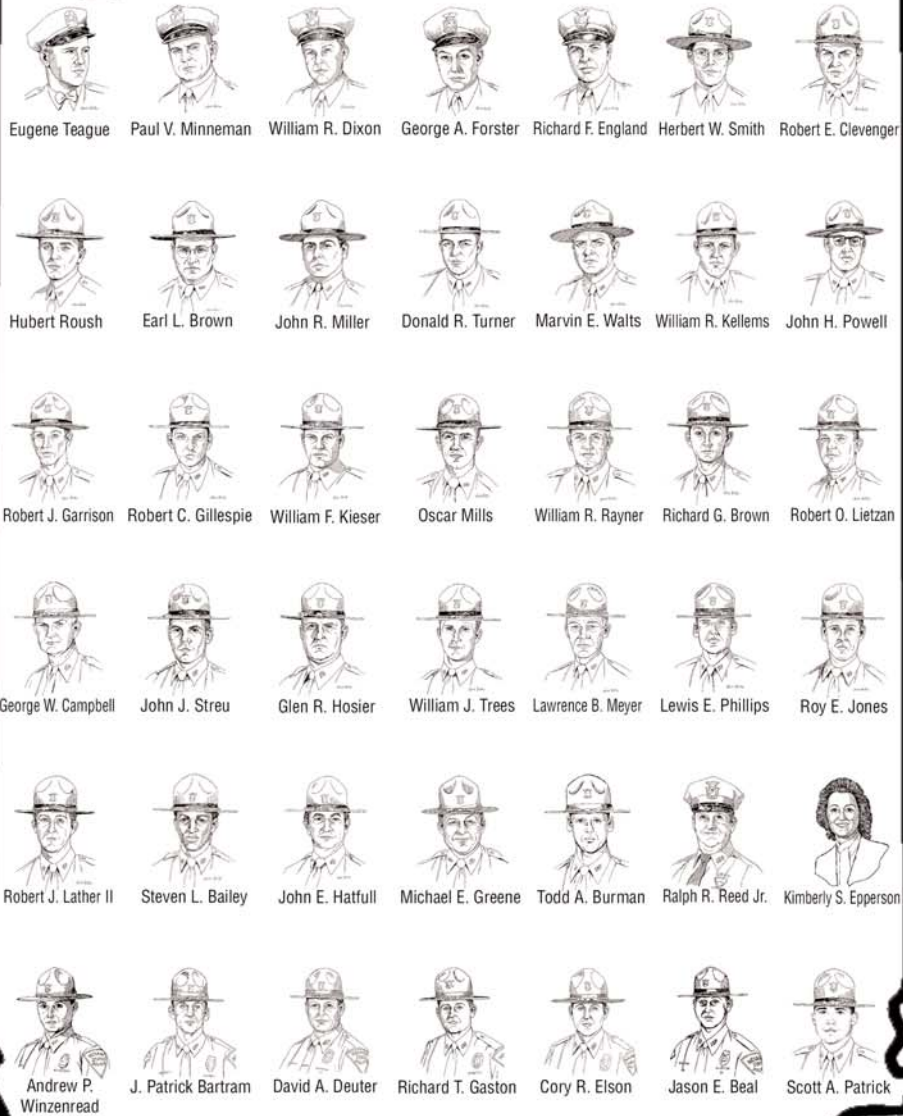 Eugene Teague Paul V. Minneman William R. Dixon George A. Forster Richard F. England Herbert W. Smith Robert E. Clevenger
Hubert Roush Earl L. Brown John R. Miller Donald R. Turner Marvin E. Walts William R. Kellems John H. Powell
Robert J. Garrison Robert C. Gillespie William F. Kieser Oscar Mills William R. Rayner Richard G. Brown Robert O. Lietzan
George W. Campbell John J. Streu Glen R. Hosier William J. Trees Lawrence B. Meyer Lewis E. Phillips Roy E. Jones
Robert J. Lather II Steven L. Bailey John E. Hatfull Michael E. Greene Todd A. Burman Ralph R. Reed Jr. Kimberly S. Epperson
Andrew P. J. Patrick Bartram David A. Deuter Richard T. Gaston Cory R. Elson Jason E. Beal Scott A. Patrick
Winzenread